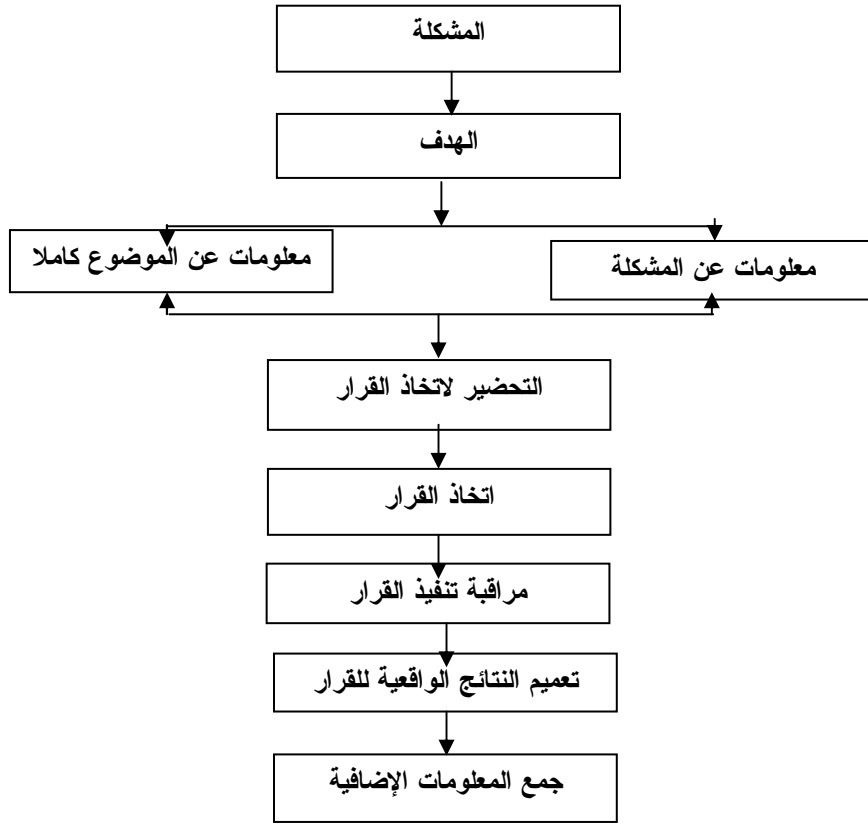 المشكلة
الهدف
معلومات عن المشكلة
معلومات عن الموضوع كاملا
التحضير لاتخاذ القرار
اتخاذ القرار
مراقبة تنفيذ القرار
تعميم النتائج الواقعية للقرار
جمع المعلومات الإضافية